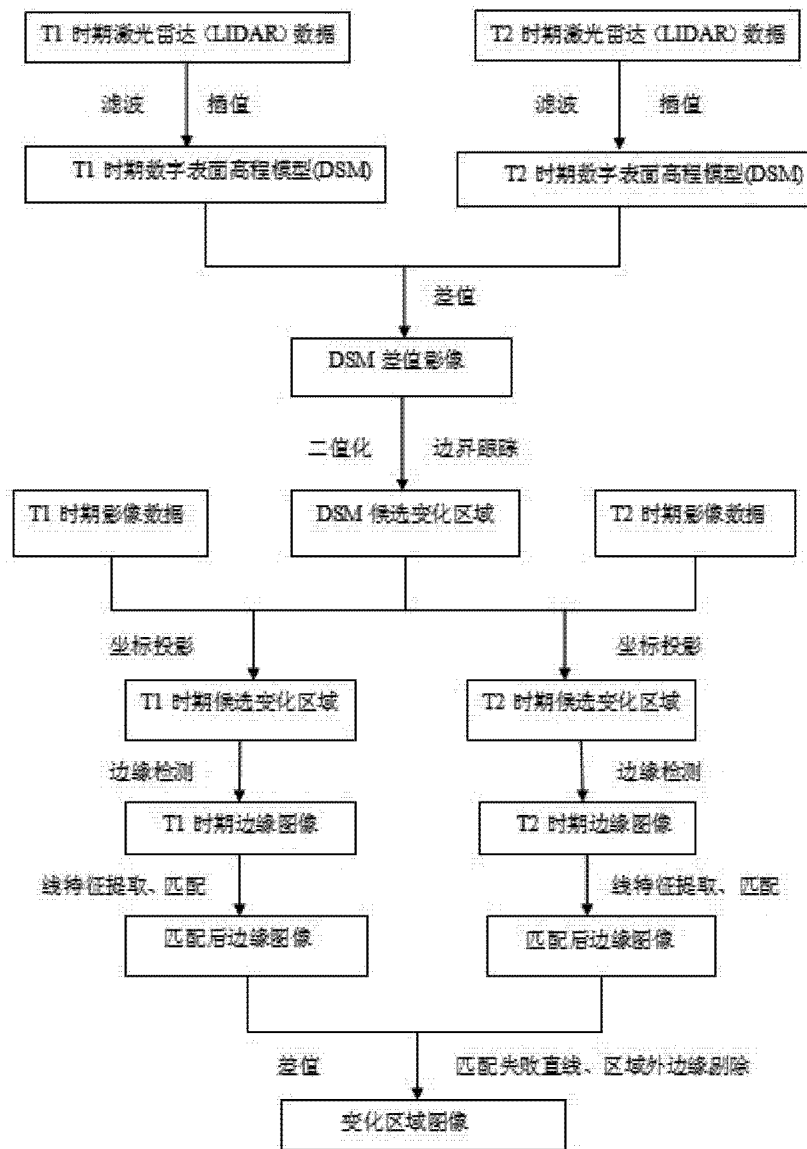 T1 时期激光雷达（LIDAR）数据
T2 时期激光雷达（LIDAR）数据
滤波 插值
滤波 插值
T1 时期数字表面高程模型(DSM)
T2 时期数字表面高程模型(DSM)
差值
DSM 差值影像
二值化 边界跟踪
T1 时期影像数据
DSM 候选变化区域
T2 时期影像数据
坐标投影
坐标投影
T1 时期候选变化区域
T2 时期候选变化区域
边缘检测
边缘检测
T1 时期边缘图像
T2 时期边缘图像
线特征提取、匹配
线特征提取、匹配
匹配后边缘图像
匹配后边缘图像
差值
匹配失败直线、区域外边缘剔除
变化区域图像